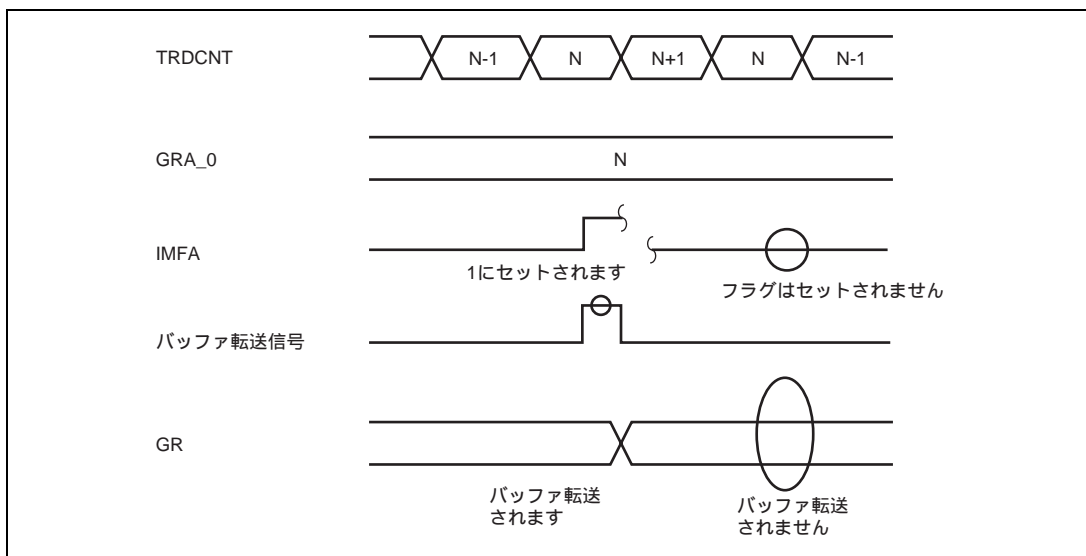 TRDCNT
N-1 N N+1 N N-1
GRA_0
N
IMFA
1にセットされます
フラグはセットされません
バッファ転送信号
GR
バッファ転送
されます
バッファ転送
されません